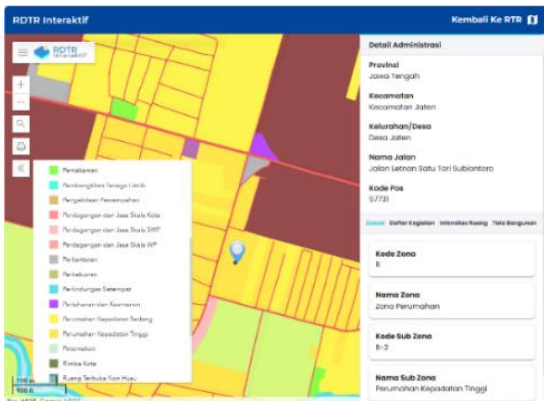 RDTR Interaktif
Kembali Ke RTR
RDTR
Interaktif
Pemakaman
Pembangkitan Tenaga Listrik
Pengelolaan Persampahan
Perdagangan dan Jasa Skala Kota
Perdagangan dan Jasa Skala SWP
Perdagangan dan Jasa Skala WP
Perkantoran
Perkebunan
Perlindungan Setempat
Pertahanan dan Keamanan
Perumahan Kepadatan Sedang
Perumahan Kepadatan Tinggi
Peternakan
Rimba Kota
Ruang Terbuka Non Hijau
Detail Administrasi
Provinsi
Jawa Tengah
Kecamatan
Kecamatan Jaten
Kelurahan/Desa
Desa Jaten
Nama Jalan
Jalan Letnan Satu Tari Subiantoro
Kode Pos
57731
Zonasi Daftar Kegiatan Intensitas Ruang Tata Bangunan
Kode Zona
R
Nama Zona
Zona Perumahan
Kode Sub Zona
R-2
Nama Sub Zona
Perumahan Kepadatan Tinggi